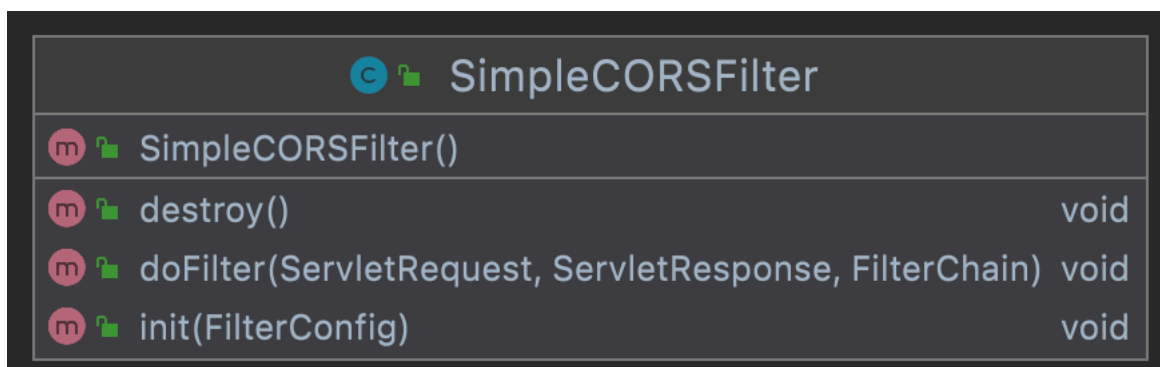 C SimpleCORSFilter
m SimpleCORSFilter()
m destroy() void
m doFilter(ServletRequest, ServletResponse, FilterChain) void
m init(FilterConfig) void